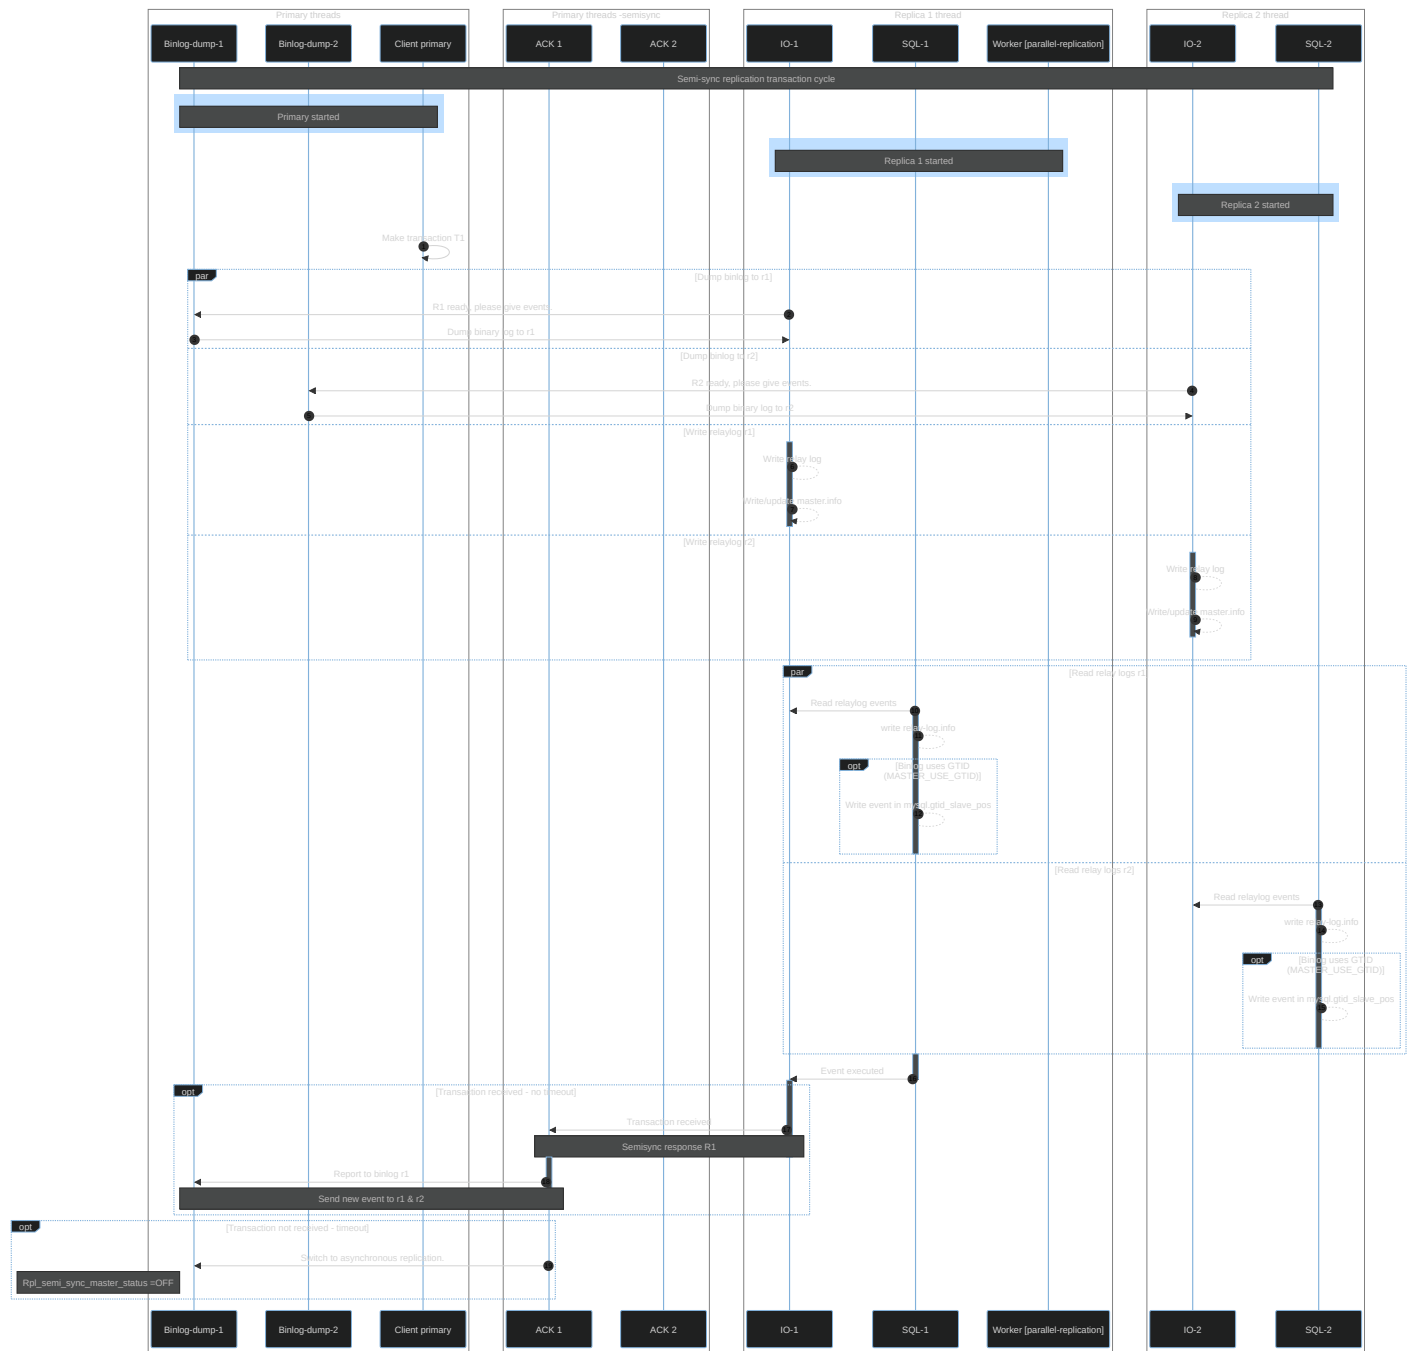 Primary threads
Primary threads -semisync
Replica 1 thread
Replica 2 thread
Binlog-dump-1
Binlog-dump-2
Client primary
ACK 1
ACK 2
IO-1
SQL-1
Worker [parallel-replication]
IO-2
SQL-2
Semi-sync replication transaction cycle
Primary started
Replica 1 started
Replica 2 started
Make transaction T1
par
[Dump binlog to r1]
R1 ready, please give events.
Dump binary log to r1
[Dump binlog to r2]
R2 ready, please give events.
Dump binary log to r2
[Write relaylog r1]
Write relay log
Write/update master.info
[Write relaylog r2]
Write relay log
Write/update master.info
par
[Read relay logs r1]
Read relaylog events
write relay-log.info
opt
[Binlog uses GTID
(MASTER_USE_GTID)]
Write event in mysql.gtid_slave_pos
[Read relay logs r2]
Read relaylog events
write relay-log.info
opt
[Binlog uses GTID
(MASTER_USE_GTID)]
Write event in mysql.gtid_slave_pos
Event executed
opt
[Transaction received - no timeout]
Transaction received
Semisync response R1
Report to binlog r1
Send new event to r1 & r2
opt
[Transaction not received - timeout]
Switch to asynchronous replication.
Rpl_semi_sync_master_status =OFF
Binlog-dump-1
Binlog-dump-2
Client primary
ACK 1
ACK 2
IO-1
SQL-1
Worker [parallel-replication]
IO-2
SQL-2